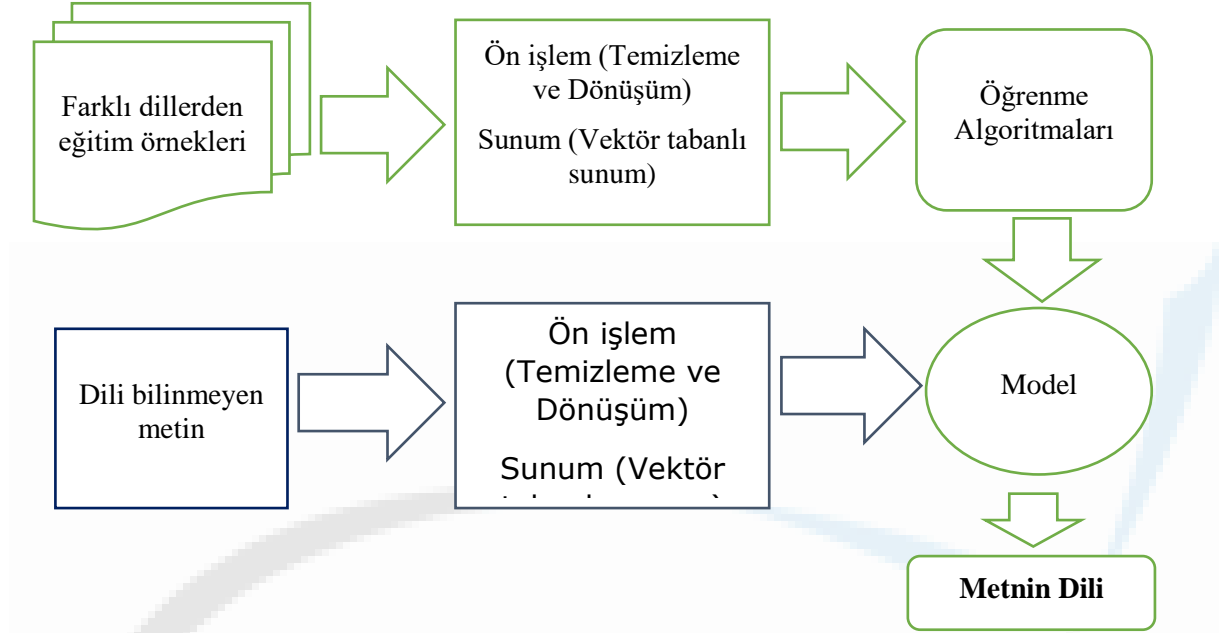 Farklı dillerden
eğitim örnekleri
Ön işlem (Temizleme
ve Dönüşüm)
Sunum (Vektör tabanlı
sunum)
Öğrenme
Algoritmaları
Dili bilinmeyen
metin
Ön işlem
(Temizleme ve
Dönüşüm)
Sunum (Vektör
Model
Metnin Dili